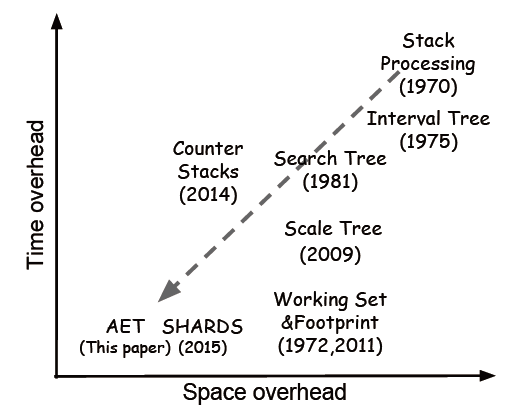 Stack
Processing
(1970)
Interval Tree
(1975)
Counter
Stacks
(2014)
Search Tree
(1981)
Scale Tree
(2009)
Working Set
&Footprint
(1972,2011)
AET
(This paper)
SHARDS
(2015)
Time overhead
Space overhead